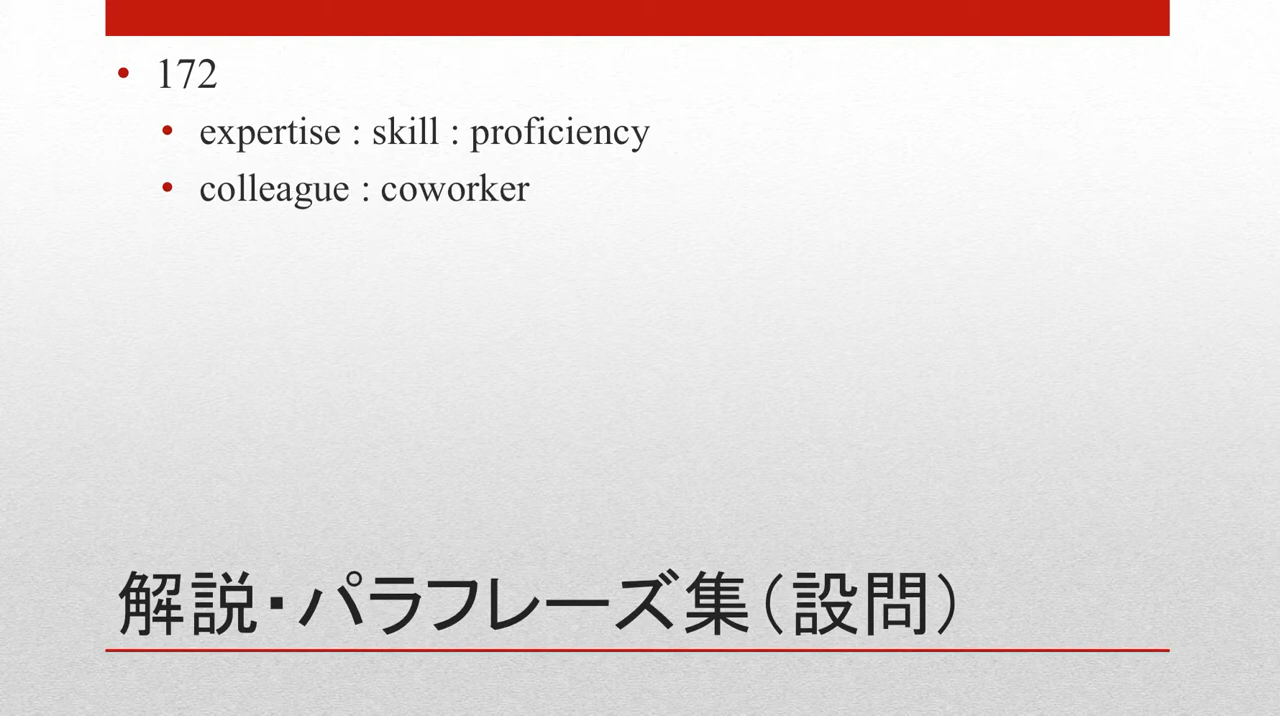 • 172
• expertise : skill : proficiency
• colleague : coworker
解説・パラフレーズ集（設問）